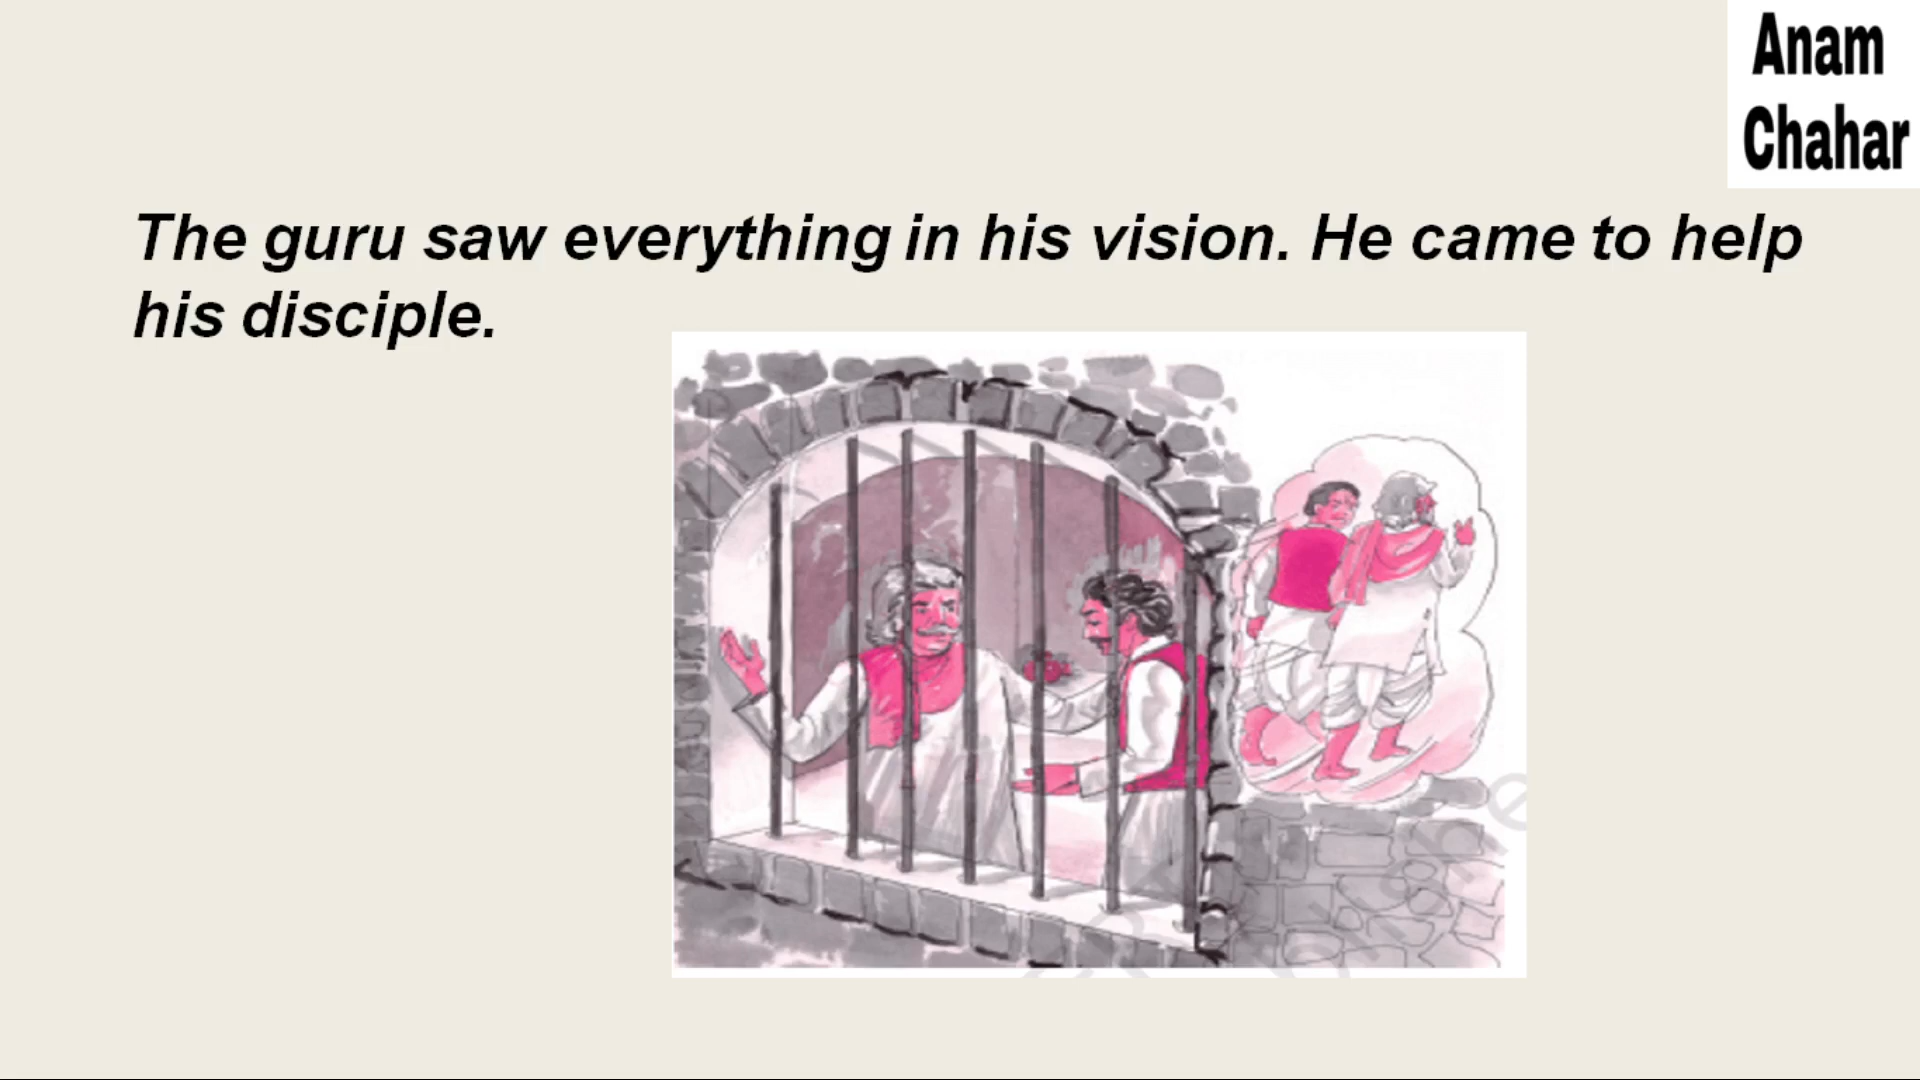 Anam
Chahar
The guru saw everything in his vision. He came to help
his disciple.